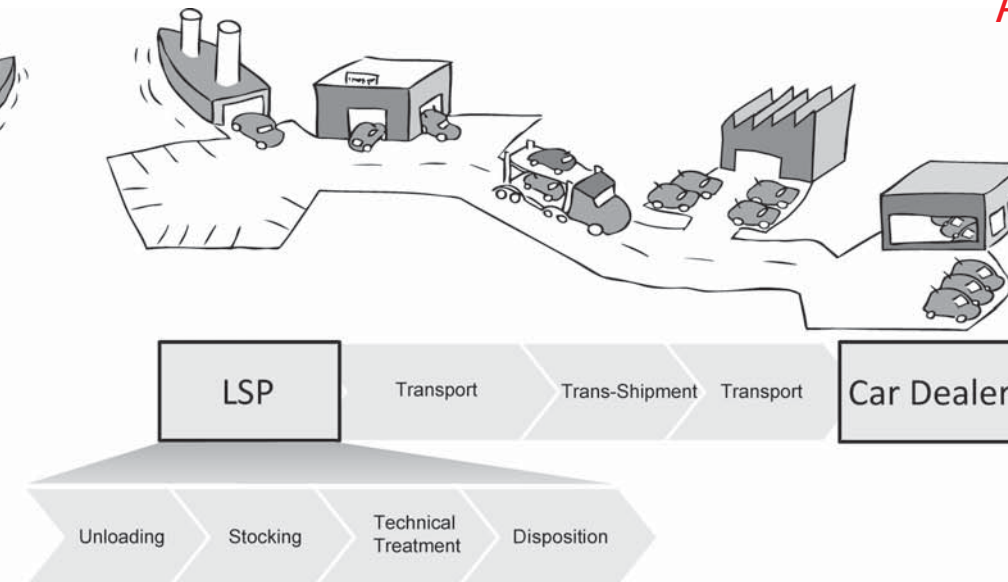 A
LSP
Transport
Trans-Shipment
Transport
Car Dealer
Unloading
Stocking
Technical
Treatment
Disposition